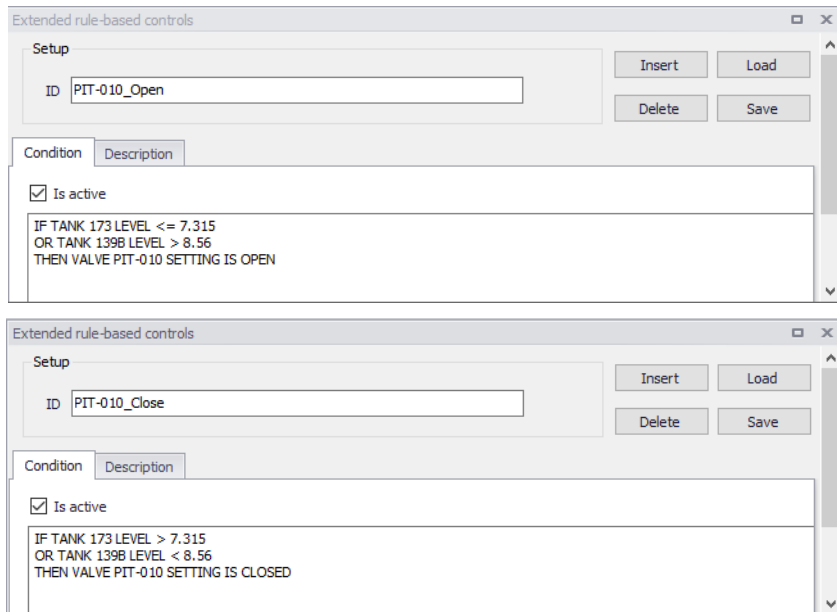 Extended rule-based controls
Setup
ID PIT-010_Open
Insert Load
Delete Save
Condition Description
Is active
IF TANK 173 LEVEL <= 7.315
OR TANK 139B LEVEL > 8.56
THEN VALVE PIT-010 SETTING IS OPEN
Extended rule-based controls
Setup
ID PIT-010_Close
Insert Load
Delete Save
Condition Description
Is active
IF TANK 173 LEVEL > 7.315
OR TANK 139B LEVEL < 8.56
THEN VALVE PIT-010 SETTING IS CLOSED